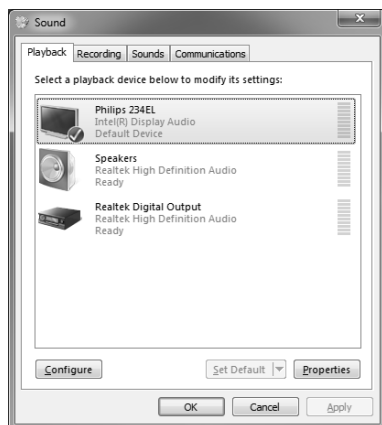 Sound
x
Playback Recording Sounds Communications
Select a playback device below to modify its settings:
Philips 234EL
Intel(R) Display Audio
Default Device
Speakers
Realtek High Definition Audio
Ready
Realtek Digital Output
Realtek High Definition Audio
Ready
Configure Set Default Properties
OK Cancel Apply